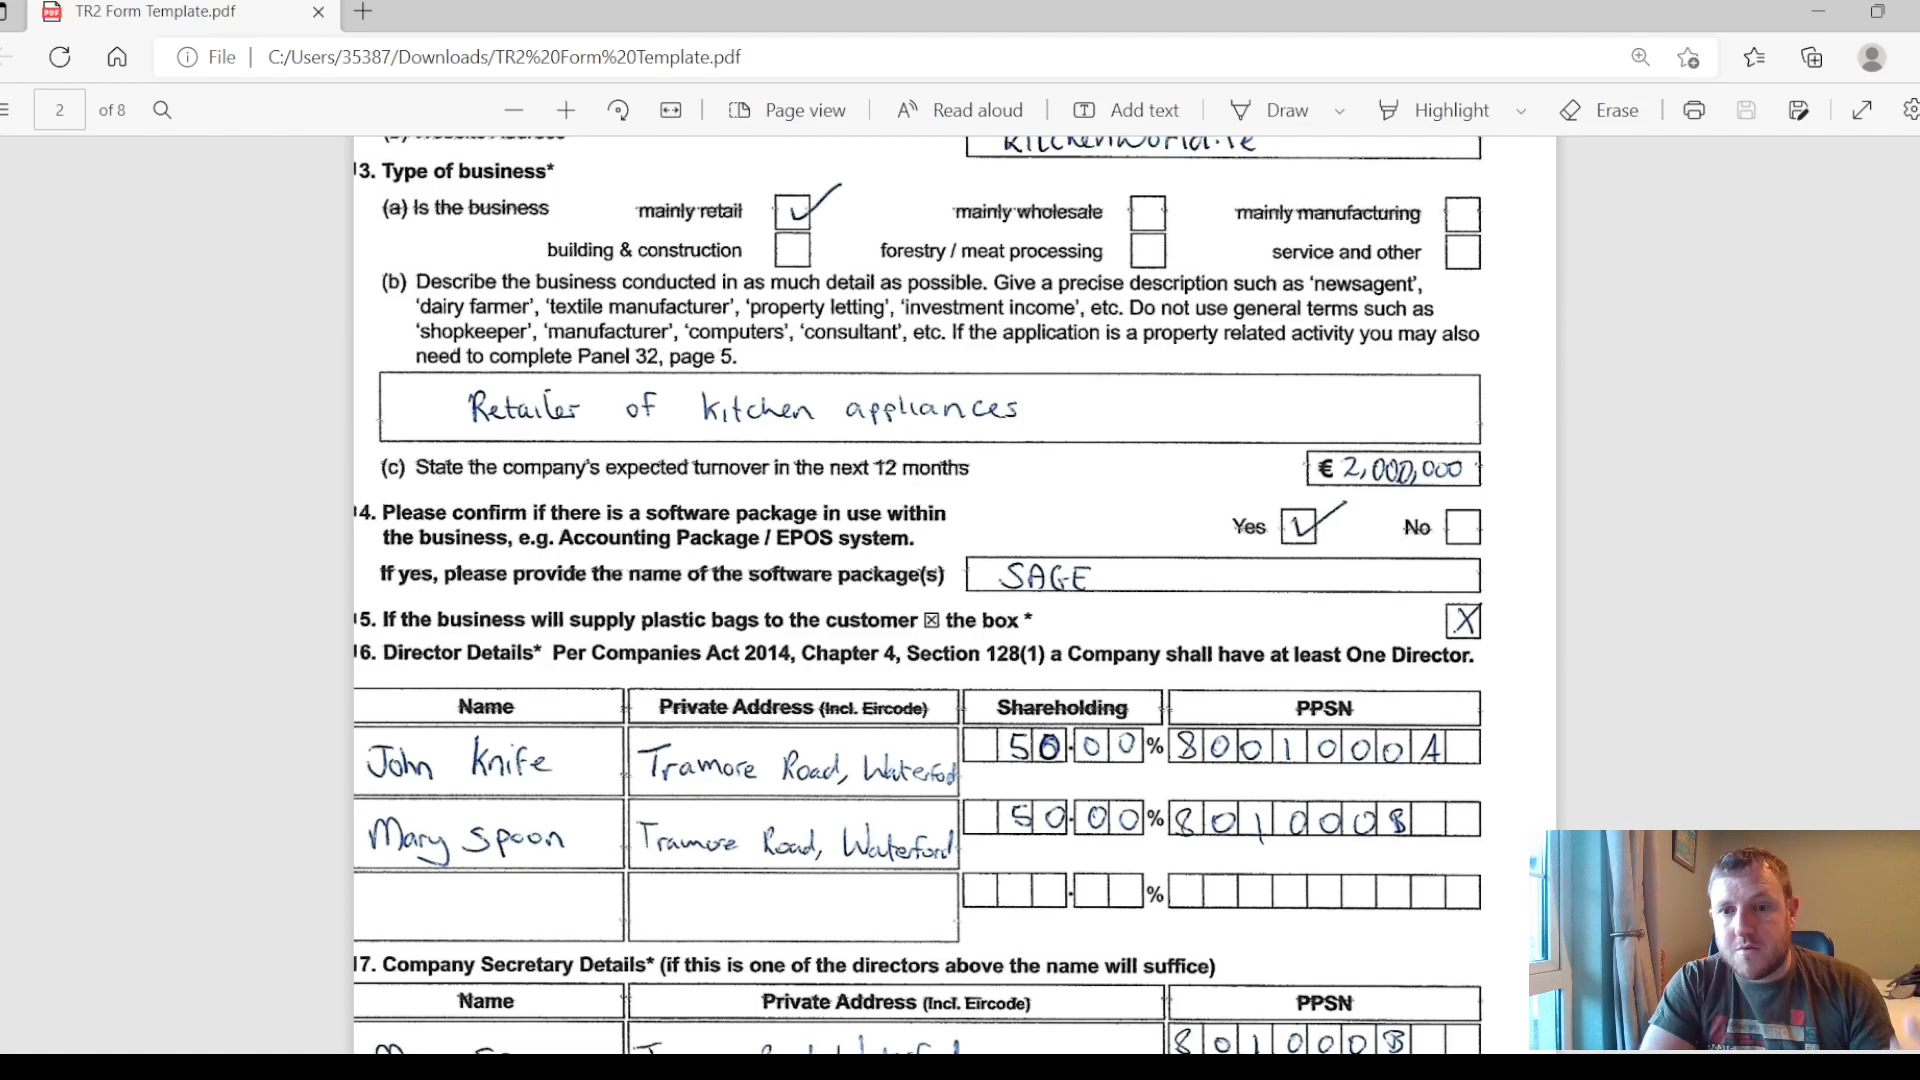 TR2 Form Template.pdf
File C:/Users/35387/Downloads/TR2%20Form%20Template.pdf
2 of 8 Page view Read aloud Add text Draw Highlight Erase
kitchenworld.ie
13. Type of business*
(a) Is the business mainly retail mainly wholesale mainly manufacturing
building & construction forestry / meat processing service and other
(b) Describe the business conducted in as much detail as possible. Give a precise description such as ‘newsagent’,
‘dairy farmer’, ‘textile manufacturer’, ‘property letting’, ‘investment income’, etc. Do not use general terms such as
‘shopkeeper’, ‘manufacturer’, ‘computers’, ‘consultant’, etc. If the application is a property related activity you may also
need to complete Panel 32, page 5.
Retailer of kitchen appliances
(c) State the company’s expected turnover in the next 12 months € 2,000,000
14. Please confirm if there is a software package in use within
the business, e.g. Accounting Package / EPOS system. Yes No
If yes, please provide the name of the software package(s) SAGE
15. If the business will supply plastic bags to the customer ☒ the box * X
16. Director Details* Per Companies Act 2014, Chapter 4, Section 128(1) a Company shall have at least One Director.
Name Private Address (Incl. Eircode) Shareholding PPSN
John Knife Tramore Road, Waterford 50.00% 8001000A
Mary Spoon Tramore Road, Waterford 50.00% 801000B
. %
17. Company Secretary Details* (if this is one of the directors above the name will suffice)
Name Private Address (Incl. Eircode) PPSN
801000B